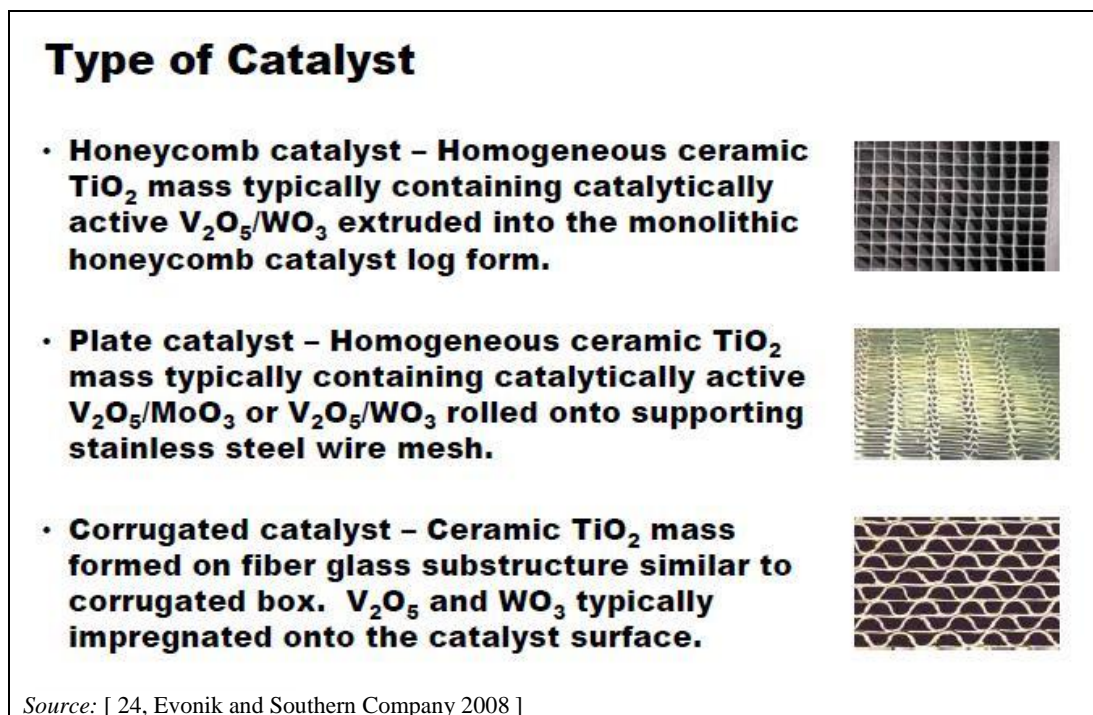 Type of Catalyst
• Honeycomb catalyst – Homogeneous ceramic
TiO₂ mass typically containing catalytically
active V₂O₅/WO₃ extruded into the monolithic
honeycomb catalyst log form.
• Plate catalyst – Homogeneous ceramic TiO₂
mass typically containing catalytically active
V₂O₅/MoO₃ or V₂O₅/WO₃ rolled onto supporting
stainless steel wire mesh.
• Corrugated catalyst – Ceramic TiO₂ mass
formed on fiber glass substructure similar to
corrugated box. V₂O₅ and WO₃ typically
impregnated onto the catalyst surface.
Source: [ 24, Evonik and Southern Company 2008 ]